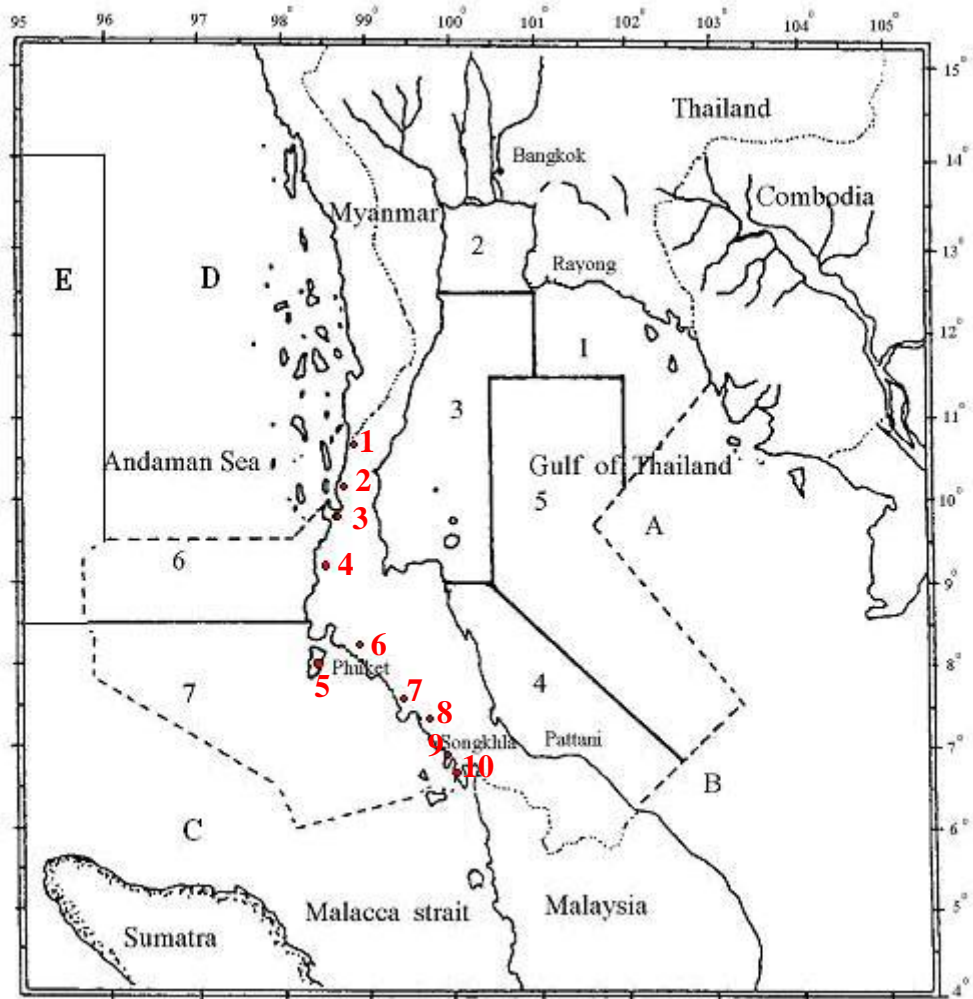 95 96 97 98° 99° 100° 101° 102° 103° 104° 105°
15°
Thailand
14°
Bangkok
Combodia
Myanmar
13°
2
Rayong
E
D
12°
1
11°
3
1
Andaman Sea
Gulf of Thailand
2
10°
5
3
A
6
4
9°
6
8°
Phuket
5
7
4
7
8
9
Songkhla
Pattani
7°
10
B
C
6°
Malacca strait
Malaysia
5°
Sumatra
4°